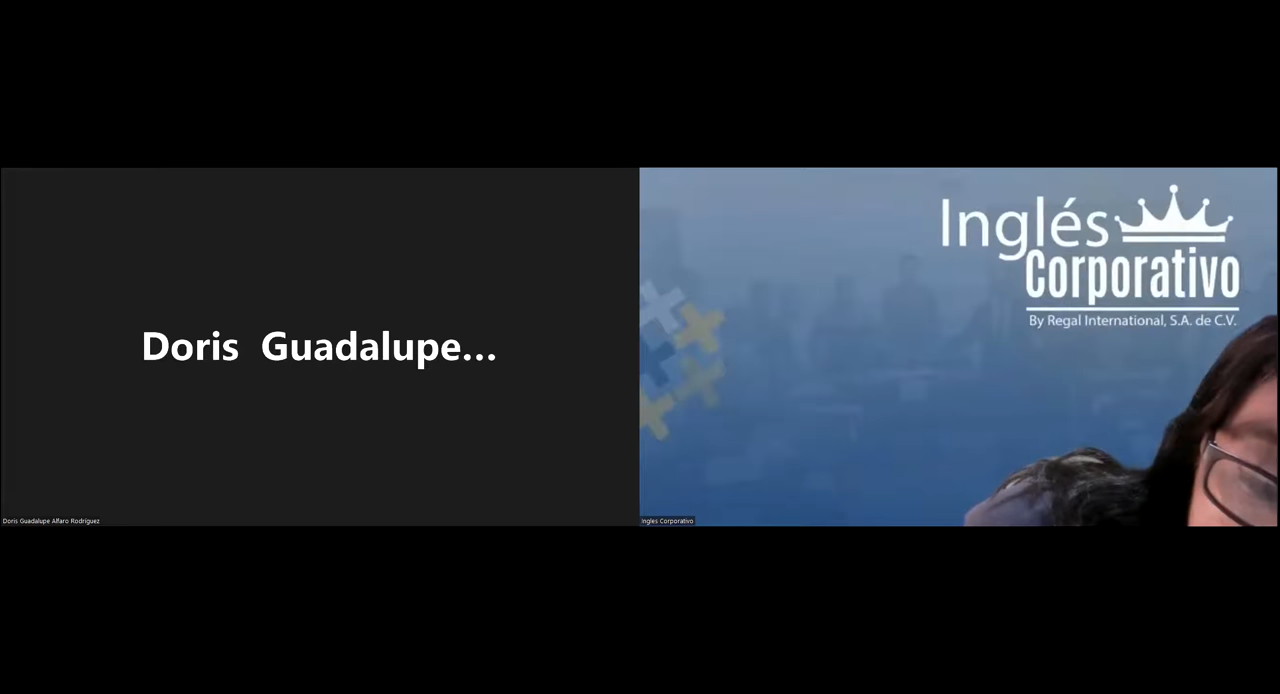 Doris Guadalupe...
Doris Guadalupe Alfaro Rodríguez
Inglés
Corporativo
By Regal International, S.A. de C.V.
Ingles Corporativo